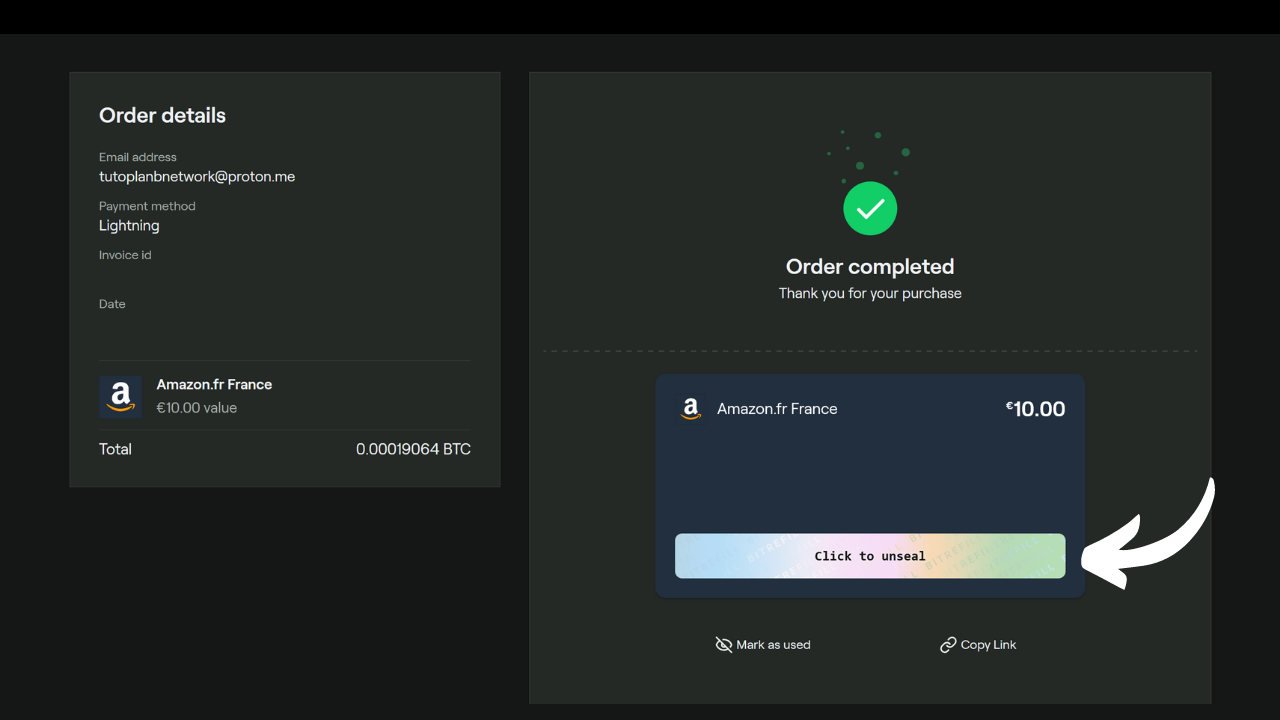 Order details
Email address
tutoplanbnetwork@proton.me
Payment method
Lightning
Invoice id
Date
Amazon.fr France
€10.00 value
Total 0.00019064 BTC
Order completed
Thank you for your purchase
Amazon.fr France €10.00
BITREFILL
Click to unseal
Mark as used Copy Link